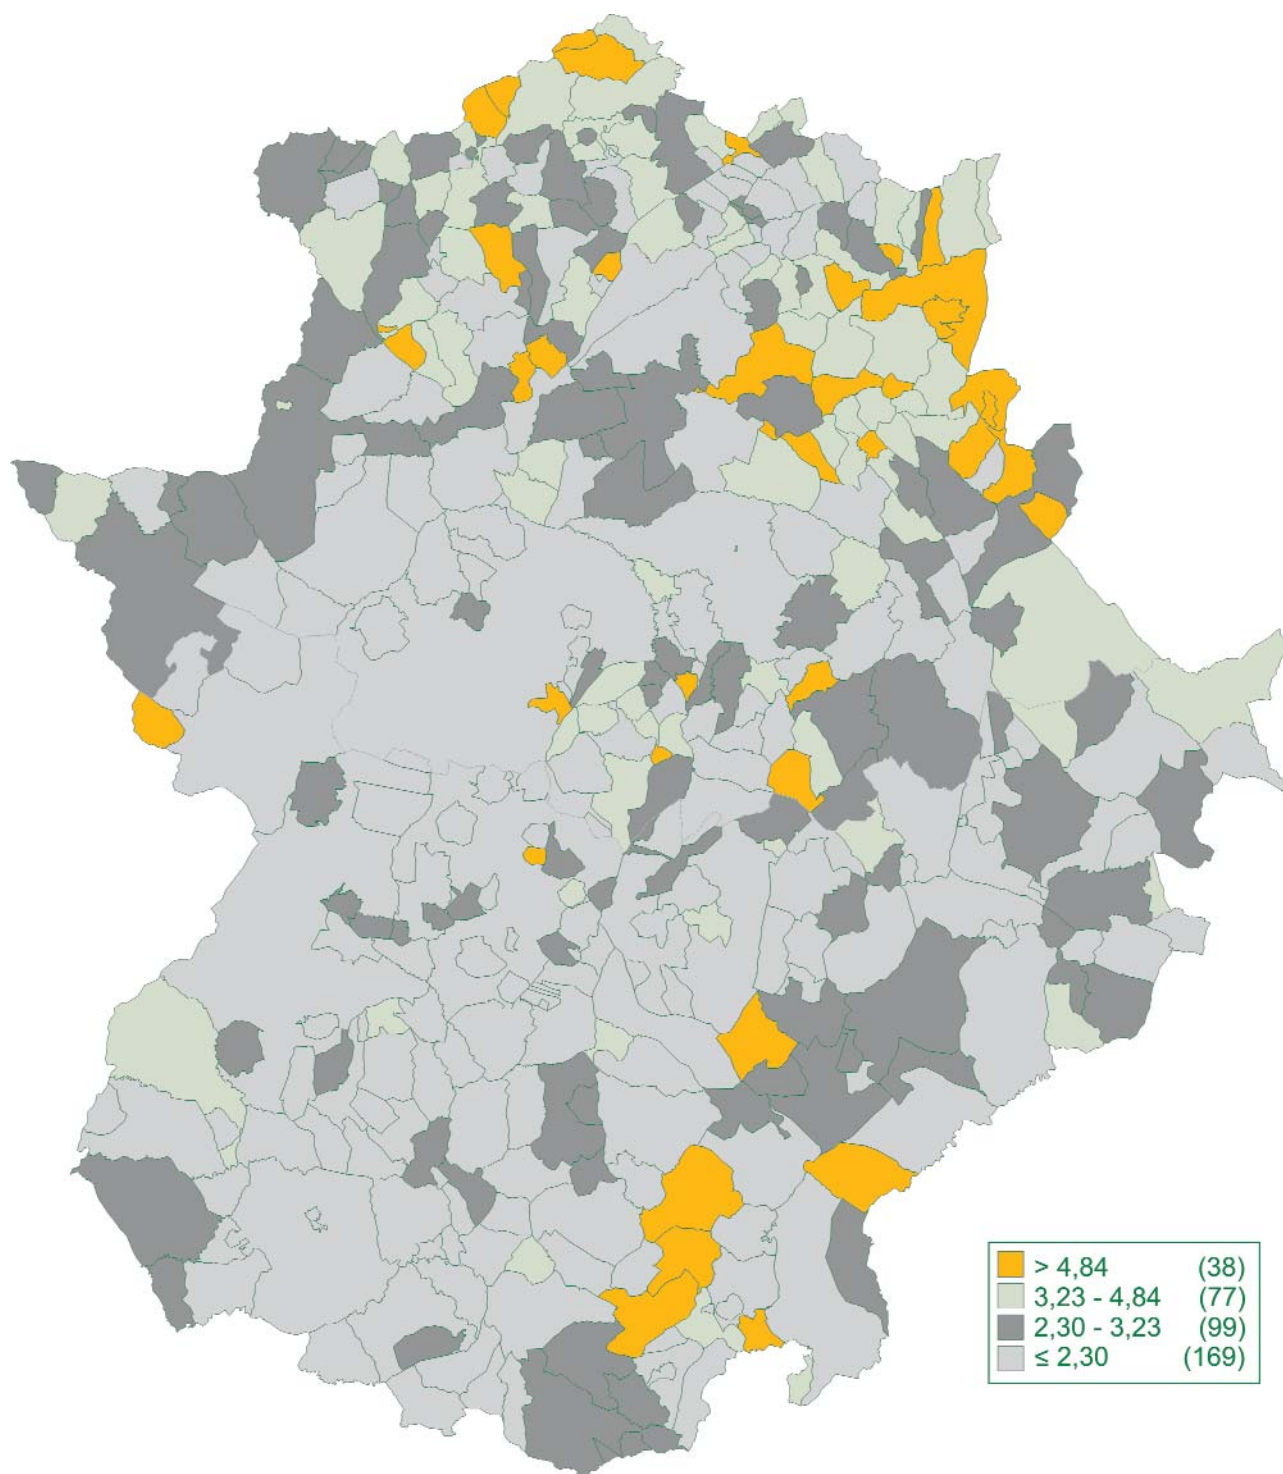 > 4,84 (38)
3,23 - 4,84 (77)
2,30 - 3,23 (99)
≤ 2,30 (169)